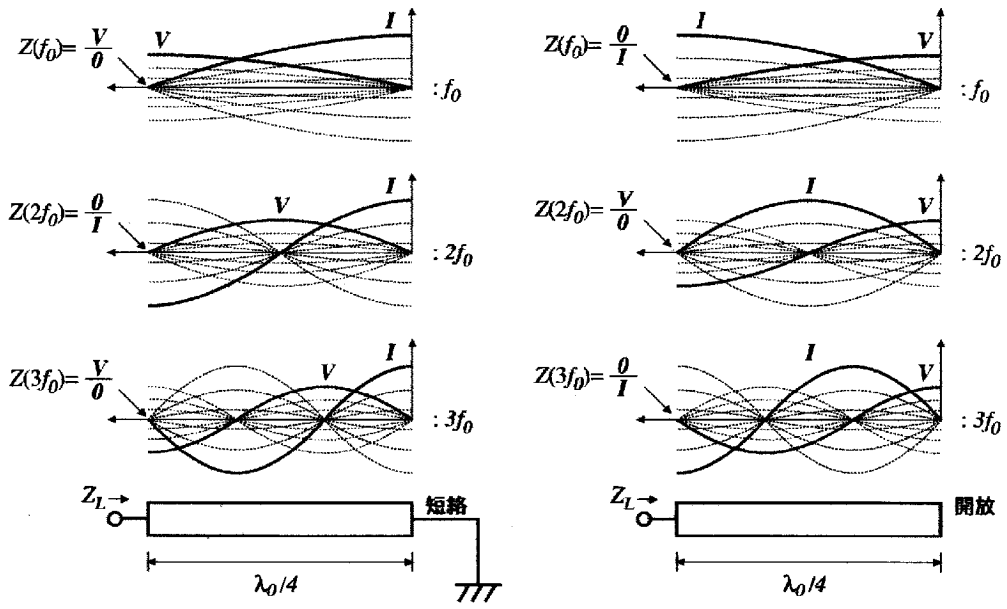 Z(f0)= V/0
V
I
: f0
Z(2f0)= 0/I
V
I
: 2f0
Z(3f0)= V/0
V
I
: 3f0
ZL→
短絡
λ0/4
Z(f0)= 0/I
I
V
: f0
Z(2f0)= V/0
I
V
: 2f0
Z(3f0)= 0/I
I
V
: 3f0
ZL→
開放
λ0/4